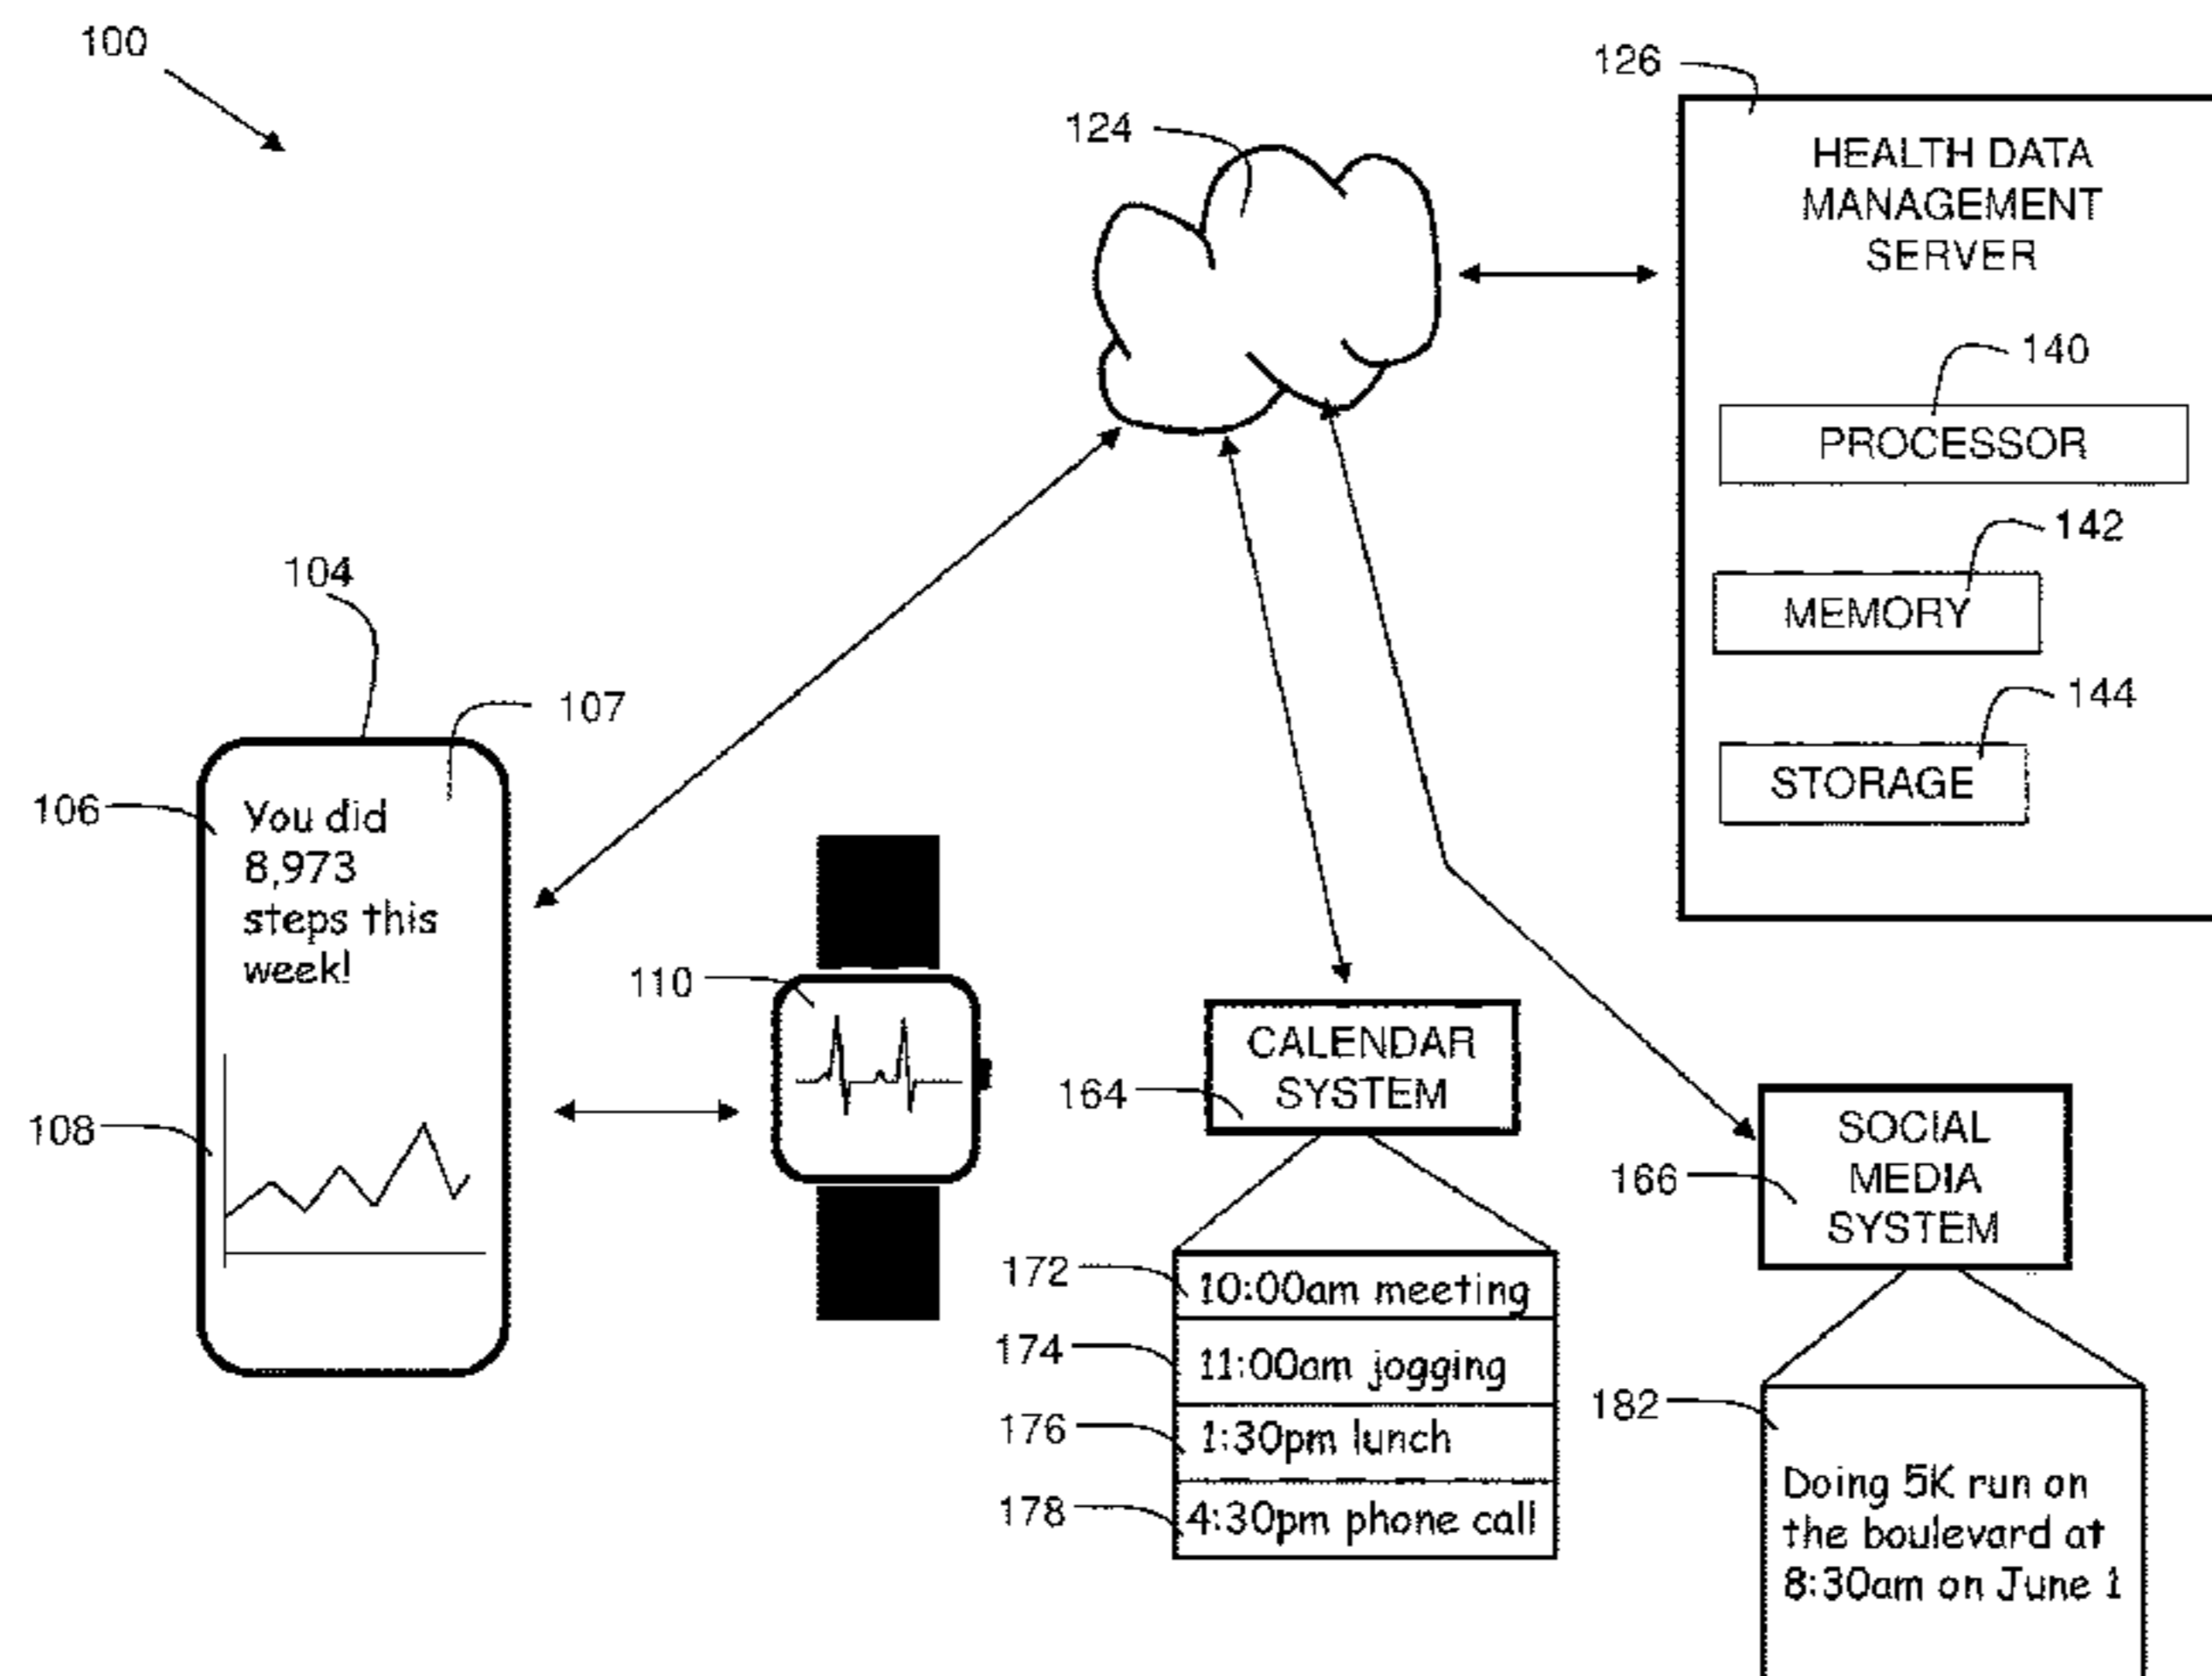 100
126
124
HEALTH DATA
MANAGEMENT
SERVER
140
PROCESSOR
142
MEMORY
144
STORAGE
104
107
106
You did
8,973
steps this
week!
108
110
CALENDAR
SYSTEM
164
SOCIAL
MEDIA
SYSTEM
166
172
10:00am meeting
174
11:00am jogging
176
1:30pm lunch
178
4:30pm phone call
182
Doing 5K run on
the boulevard at
8:30am on June 1